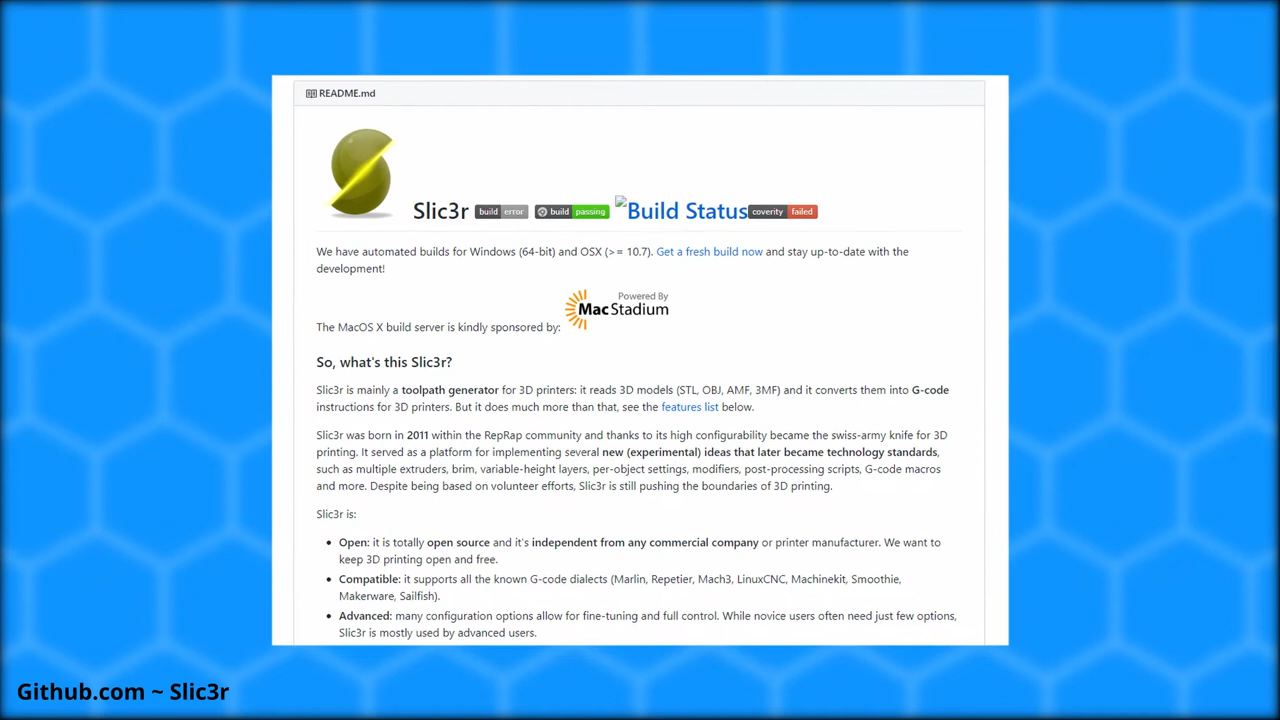 README.md
Slic3r build error build passing Build Status coverity failed
We have automated builds for Windows (64-bit) and OSX (>= 10.7). Get a fresh build now and stay up-to-date with the
development!
Powered By
MacStadium
The MacOS X build server is kindly sponsored by:
So, what's this Slic3r?
Slic3r is mainly a toolpath generator for 3D printers: it reads 3D models (STL, OBJ, AMF, 3MF) and it converts them into G-code
instructions for 3D printers. But it does much more than that, see the features list below.
Slic3r was born in 2011 within the RepRap community and thanks to its high configurability became the swiss-army knife for 3D
printing. It served as a platform for implementing several new (experimental) ideas that later became technology standards,
such as multiple extruders, brim, variable-height layers, per-object settings, modifiers, post-processing scripts, G-code macros
and more. Despite being based on volunteer efforts, Slic3r is still pushing the boundaries of 3D printing.
Slic3r is:
• Open: it is totally open source and it's independent from any commercial company or printer manufacturer. We want to
keep 3D printing open and free.
• Compatible: it supports all the known G-code dialects (Marlin, Repetier, Mach3, LinuxCNC, Machinekit, Smoothie,
Makerware, Sailfish).
• Advanced: many configuration options allow for fine-tuning and full control. While novice users often need just few options,
Slic3r is mostly used by advanced users.
Github.com ~ Slic3r